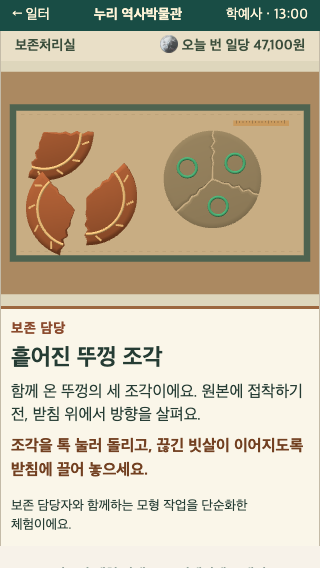 ← 일터
누리 역사박물관
학예사 · 13:00
보존처리실
오늘 번 일당 47,100원
보존 담당
흩어진 뚜껑 조각
함께 온 뚜껑의 세 조각이에요. 원본에 접착하기
전, 받침 위에서 방향을 살펴요.
조각을 톡 눌러 돌리고, 끊긴 빗살이 이어지도록
받침에 끌어 놓으세요.
보존 담당자와 함께하는 모형 작업을 단순화한
체험이에요.